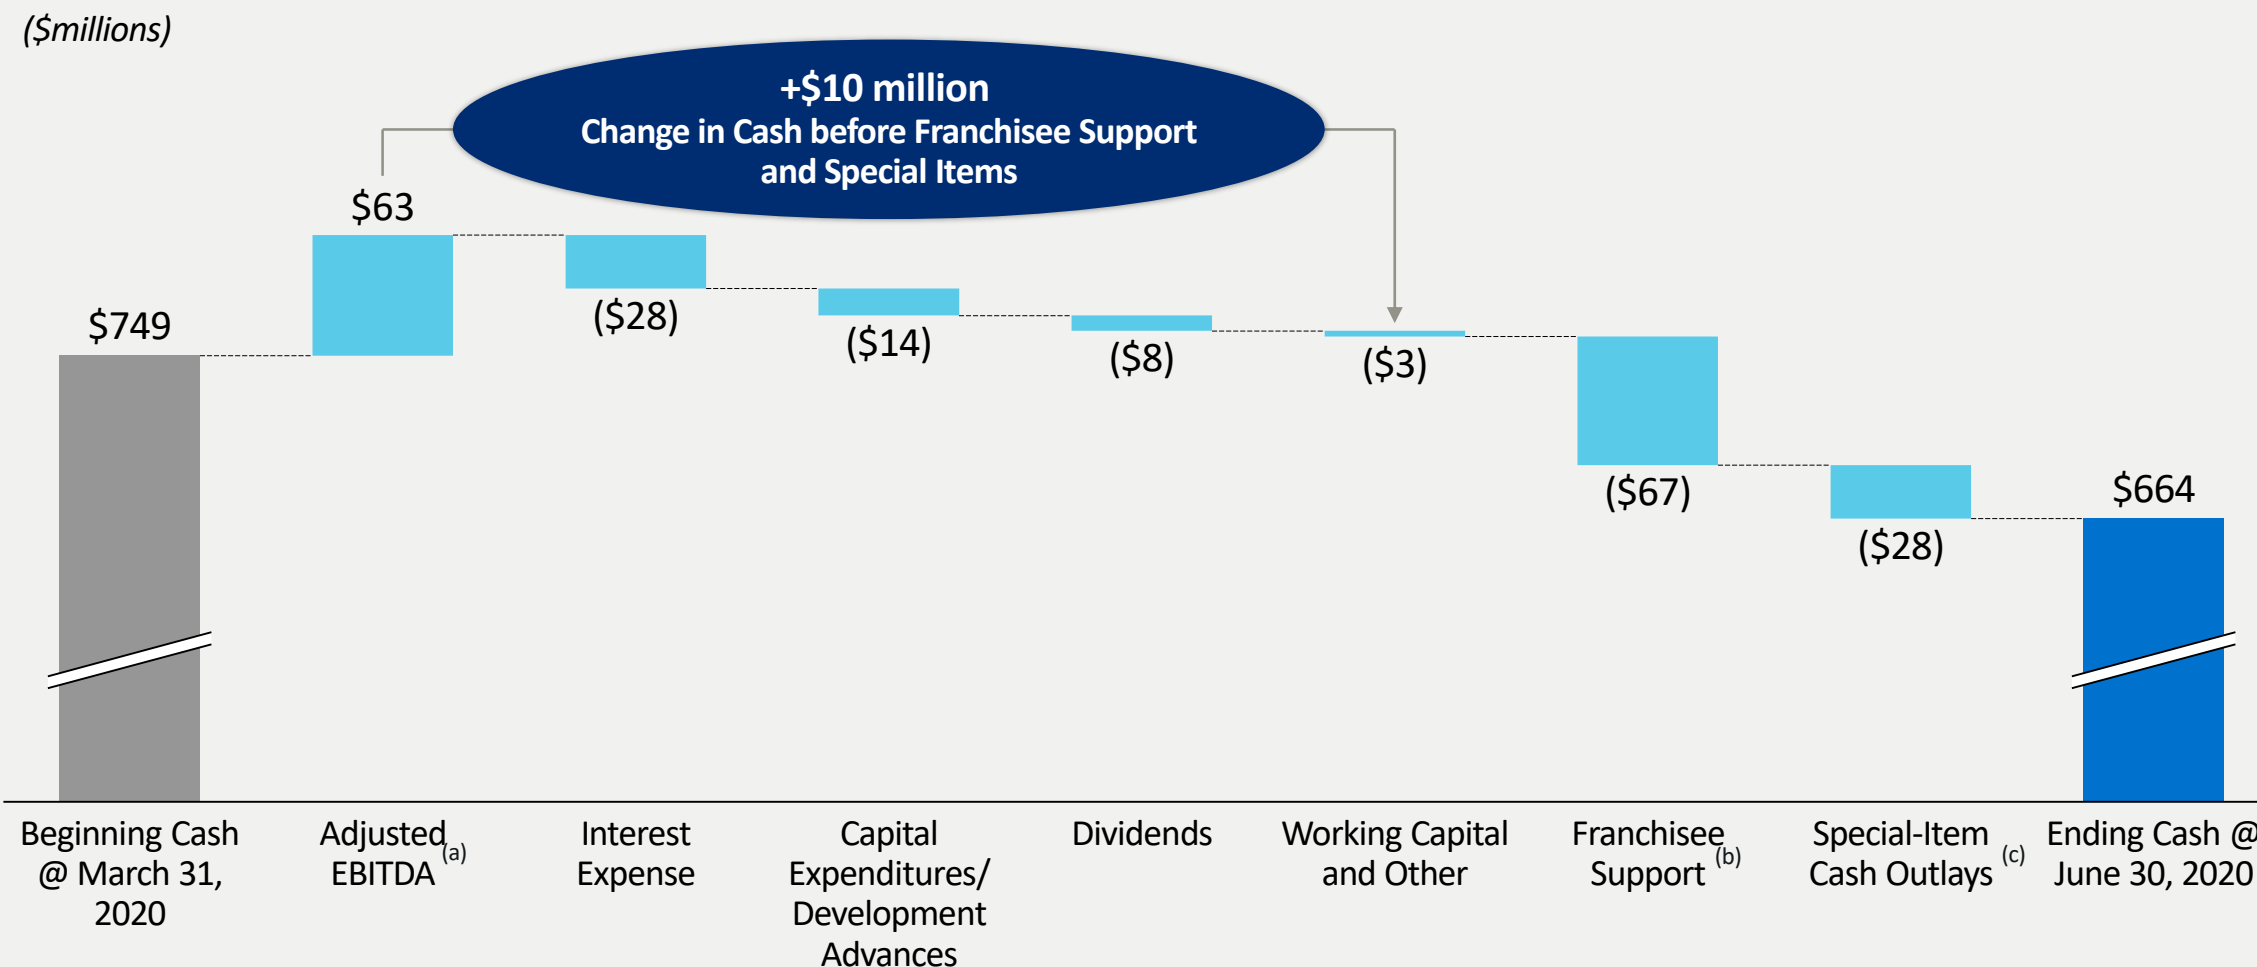 ($millions)
+$10 million
Change in Cash before Franchisee Support
and Special Items
$749
$63
($28)
($14)
($8)
($3)
($67)
($28)
$664
Beginning Cash
@ March 31,
2020
Adjusted
EBITDA (a)
Interest
Expense
Capital
Expenditures/
Development
Advances
Dividends
Working Capital
and Other
Franchisee
Support (b)
Special-Item
Cash Outlays (c)
Ending Cash @
June 30, 2020